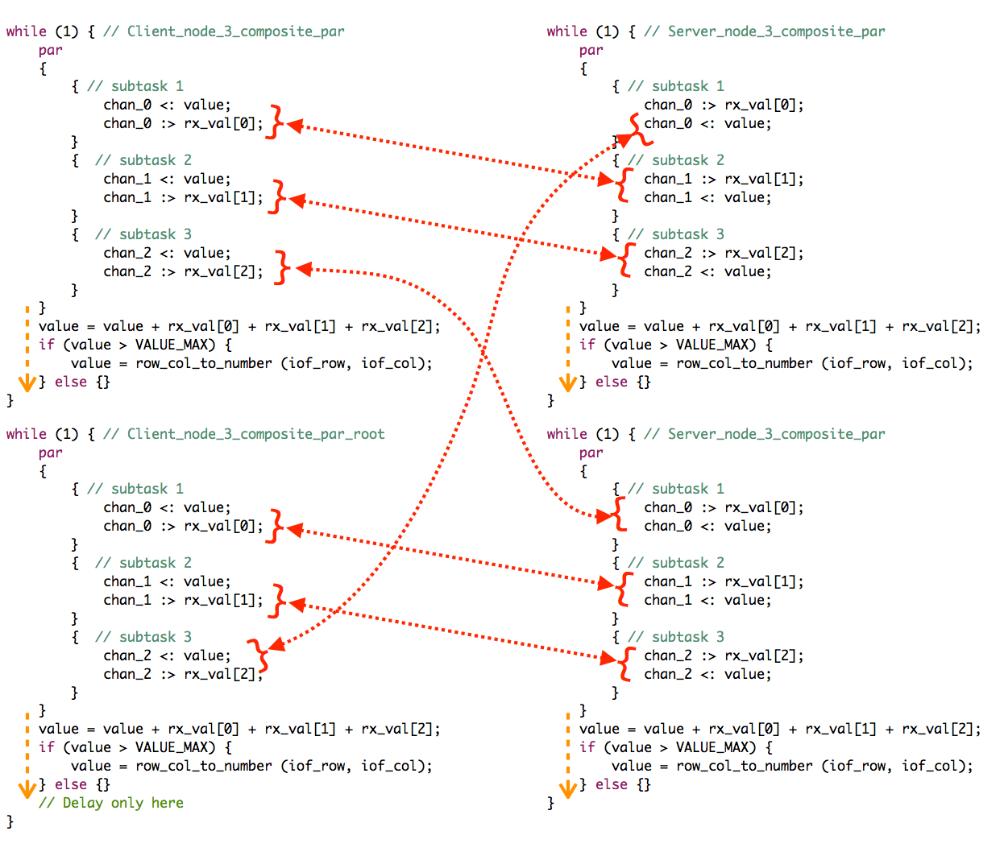 while (1) { // Client_node_3_composite_par
    par
    {
        { // subtask 1
            chan_0 <: value;
            chan_0 :> rx_val[0];
        }
        {  // subtask 2
            chan_1 <: value;
            chan_1 :> rx_val[1];
        }
        {  // subtask 3
            chan_2 <: value;
            chan_2 :> rx_val[2];
        }
    }
    value = value + rx_val[0] + rx_val[1] + rx_val[2];
    if (value > VALUE_MAX) {
        value = row_col_to_number (iof_row, iof_col);
    } else {}
}
while (1) { // Server_node_3_composite_par
    par
    {
        { // subtask 1
            chan_0 :> rx_val[0];
            chan_0 <: value;
        }
        { // subtask 2
            chan_1 :> rx_val[1];
            chan_1 <: value;
        }
        { // subtask 3
            chan_2 :> rx_val[2];
            chan_2 <: value;
        }
    }
    value = value + rx_val[0] + rx_val[1] + rx_val[2];
    if (value > VALUE_MAX) {
        value = row_col_to_number (iof_row, iof_col);
    } else {}
}
while (1) { // Client_node_3_composite_par_root
    par
    {
        { // subtask 1
            chan_0 <: value;
            chan_0 :> rx_val[0];
        }
        {  // subtask 2
            chan_1 <: value;
            chan_1 :> rx_val[1];
        }
        {  // subtask 3
            chan_2 <: value;
            chan_2 :> rx_val[2];
        }
    }
    value = value + rx_val[0] + rx_val[1] + rx_val[2];
    if (value > VALUE_MAX) {
        value = row_col_to_number (iof_row, iof_col);
    } else {}
    // Delay only here
}
while (1) { // Server_node_3_composite_par
    par
    {
        { // subtask 1
            chan_0 :> rx_val[0];
            chan_0 <: value;
        }
        { // subtask 2
            chan_1 :> rx_val[1];
            chan_1 <: value;
        }
        { // subtask 3
            chan_2 :> rx_val[2];
            chan_2 <: value;
        }
    }
    value = value + rx_val[0] + rx_val[1] + rx_val[2];
    if (value > VALUE_MAX) {
        value = row_col_to_number (iof_row, iof_col);
    } else {}
}